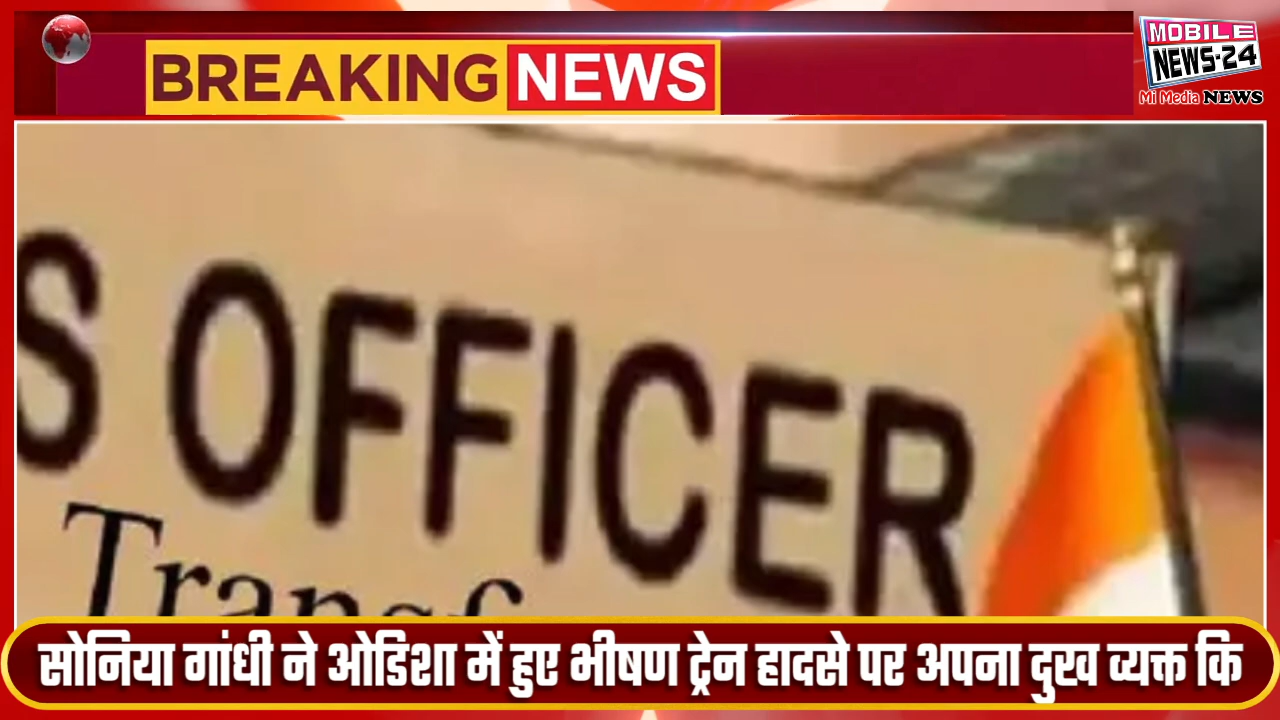 BREAKING NEWS
MOBILE
NEWS-24
Mi Media NEWS
S OFFICER
सोनिया गांधी ने ओडिशा में हुए भीषण ट्रेन हादसे पर अपना दुख व्यक्त कि